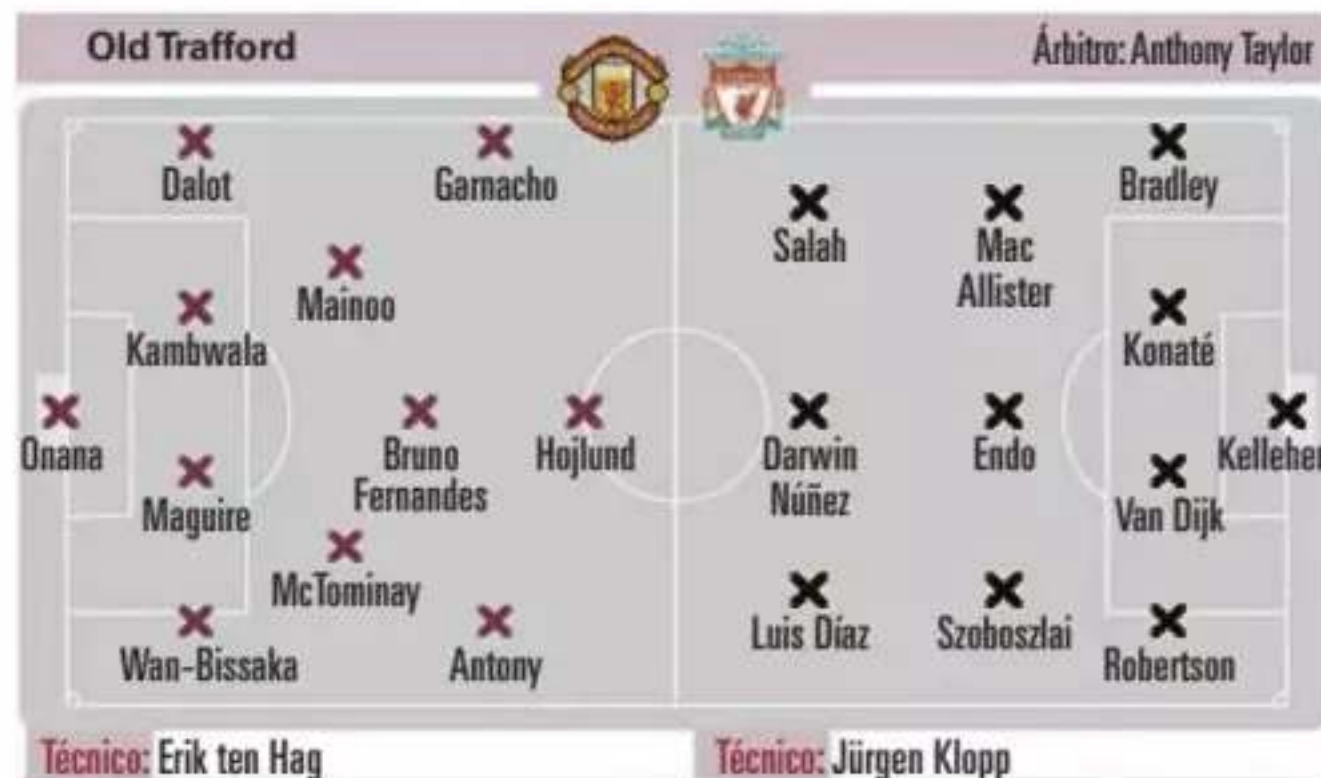 Old Trafford
Árbitro: Anthony Taylor
Dalot
Garnacho
Mainoo
Kambwala
Onana
Bruno
Fernandes
Hojlund
Maguire
McTominay
Wan-Bissaka
Antony
Salah
Mac
Allister
Bradley
Konaté
Darwin
Núñez
Endo
Kelleher
Van Dijk
Luis Díaz
Szoboszlai
Robertson
Técnico: Erik ten Hag
Técnico: Jürgen Klopp